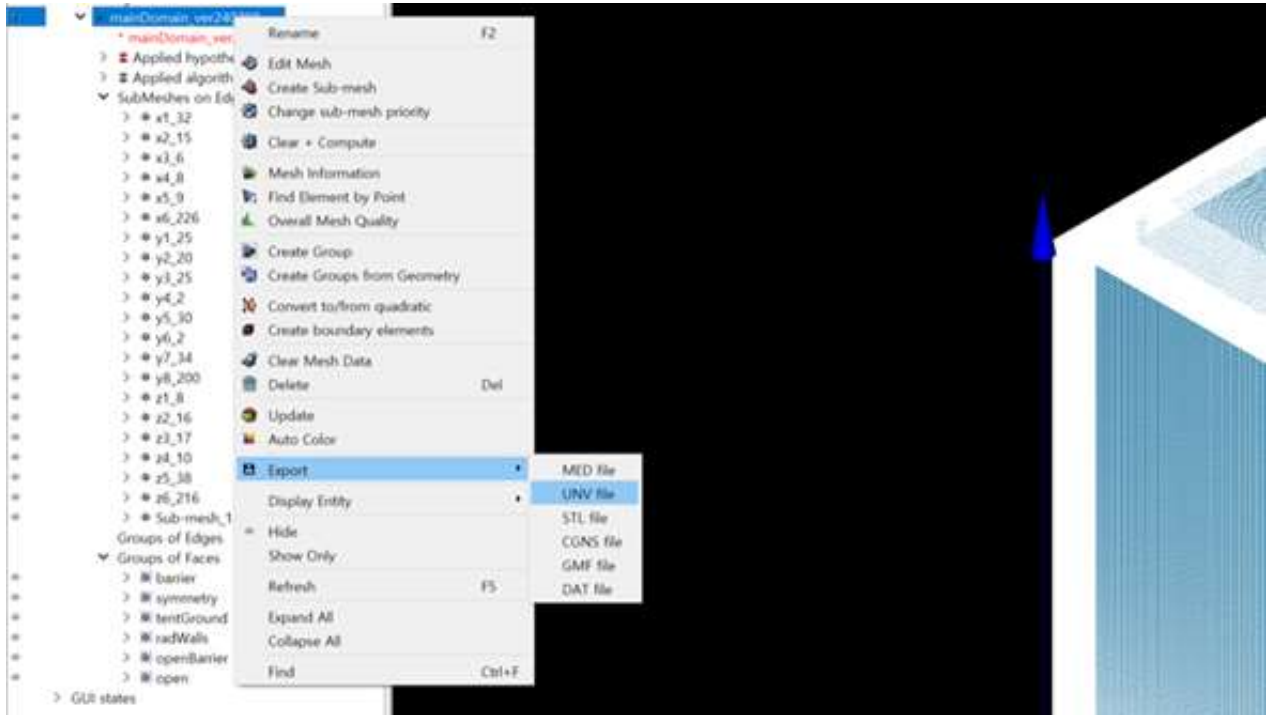 mainDomain_ver240
* mainDomain_ver
Applied hypothe
Applied algorith
SubMeshes on Edg
x1_32
x2_15
x3_6
x4_8
x5_9
x6_226
y1_25
y2_20
y3_25
y4_2
y5_30
y6_2
y7_34
y8_200
z1_8
z2_16
z3_17
z4_10
z5_38
z6_216
Sub-mesh_1
Groups of Edges
Groups of Faces
barrier
symmetry
tentGround
radWalls
openBarrier
open
GUI states
Rename F2
Edit Mesh
Create Sub-mesh
Change sub-mesh priority
Clear + Compute
Mesh Information
Find Element by Point
Overall Mesh Quality
Create Group
Create Groups from Geometry
Convert to/from quadratic
Create boundary elements
Clear Mesh Data
Delete Del
Update
Auto Color
Export
Display Entity
Hide
Show Only
Refresh F5
Expand All
Collapse All
Find Ctrl+F
MED file
UNV file
STL file
CGNS file
GMF file
DAT file